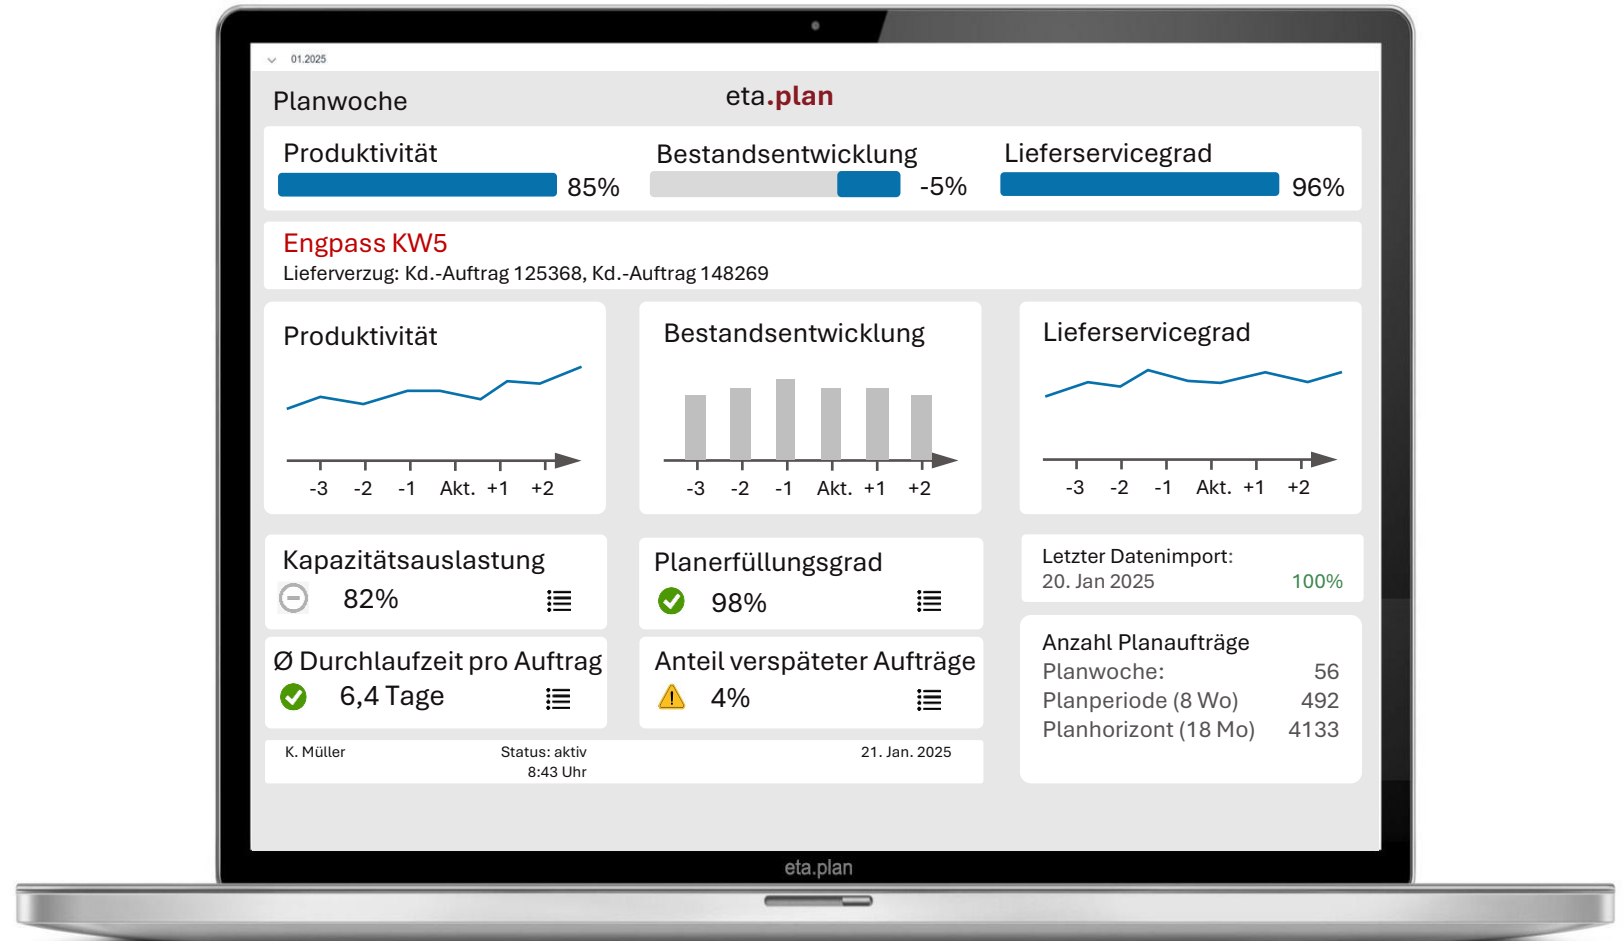 01.2025
Planwoche
eta.plan
Produktivität
85%
Bestandsentwicklung
-5%
Lieferservicegrad
96%
Engpass KW5
Lieferverzug: Kd.-Auftrag 125368, Kd.-Auftrag 148269
Produktivität
-3 -2 -1 Akt. +1 +2
Bestandsentwicklung
-3 -2 -1 Akt. +1 +2
Lieferservicegrad
-3 -2 -1 Akt. +1 +2
Kapazitätsauslastung
82%
Planerfüllungsgrad
98%
Letzter Datenimport:
20. Jan 2025 100%
Ø Durchlaufzeit pro Auftrag
6,4 Tage
Anteil verspäteter Aufträge
4%
Anzahl Planaufträge
Planwoche: 56
Planperiode (8 Wo) 492
Planhorizont (18 Mo) 4133
K. Müller Status: aktiv 21. Jan. 2025
8:43 Uhr
eta.plan